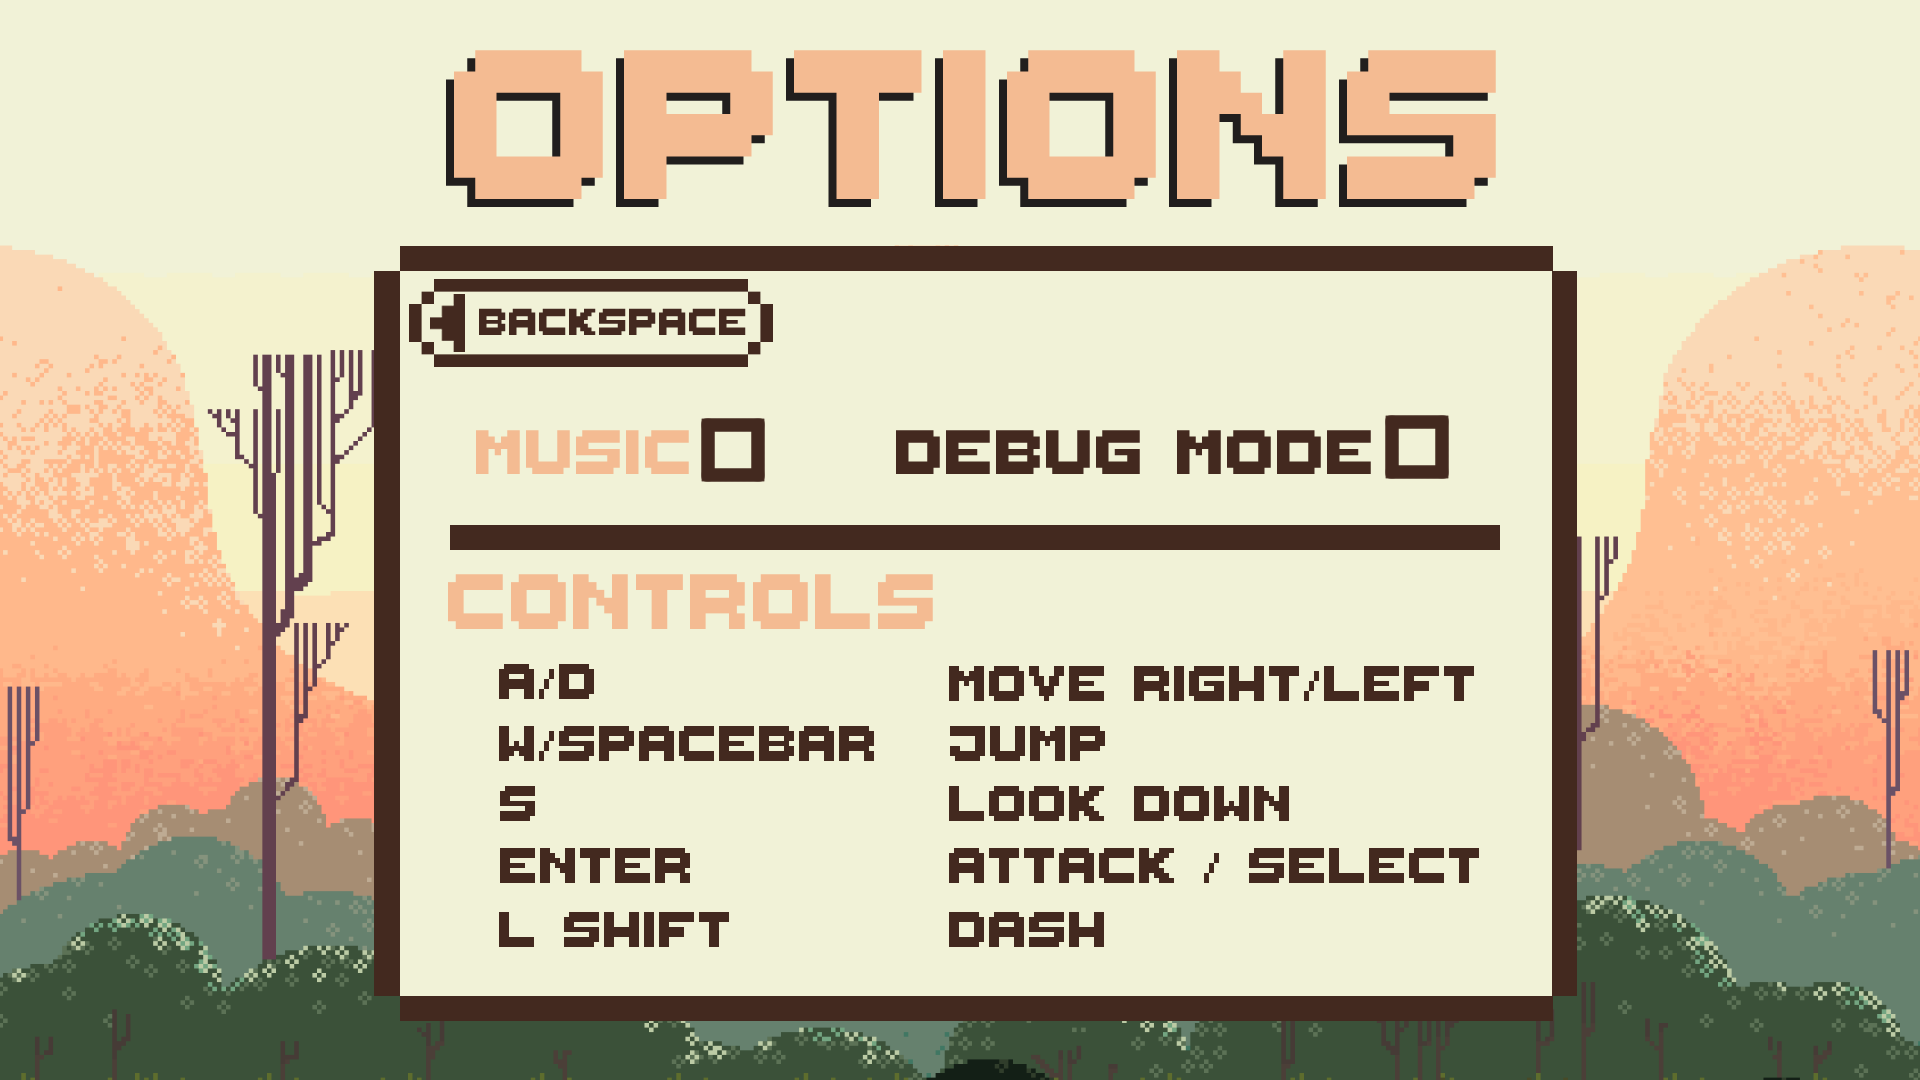 OPTIONS
BACKSPACE
MUSIC DEBUG MODE
CONTROLS
A/D MOVE RIGHT/LEFT
W/SPACEBAR JUMP
S LOOK DOWN
ENTER ATTACK / SELECT
L SHIFT DASH